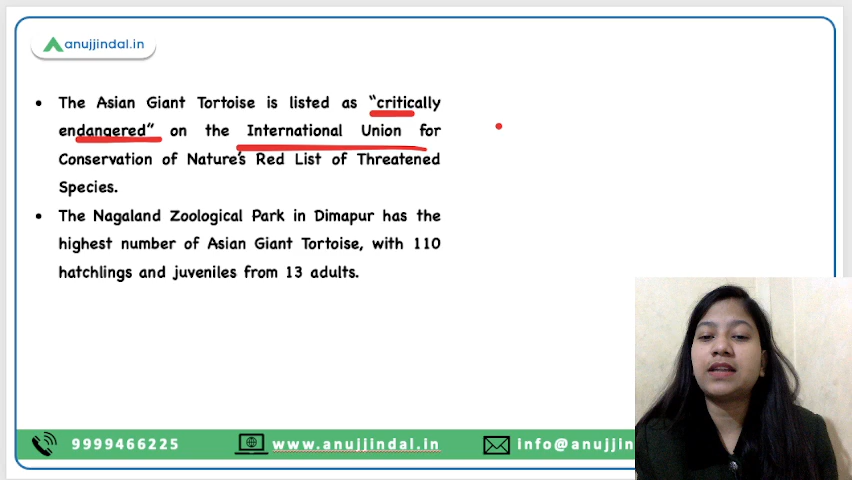 anujjindal.in
• The Asian Giant Tortoise is listed as “critically
endangered” on the International Union for
Conservation of Nature’s Red List of Threatened
Species.
• The Nagaland Zoological Park in Dimapur has the
highest number of Asian Giant Tortoise, with 110
hatchlings and juveniles from 13 adults.
9999466225 www.anujjindal.in info@anujjin